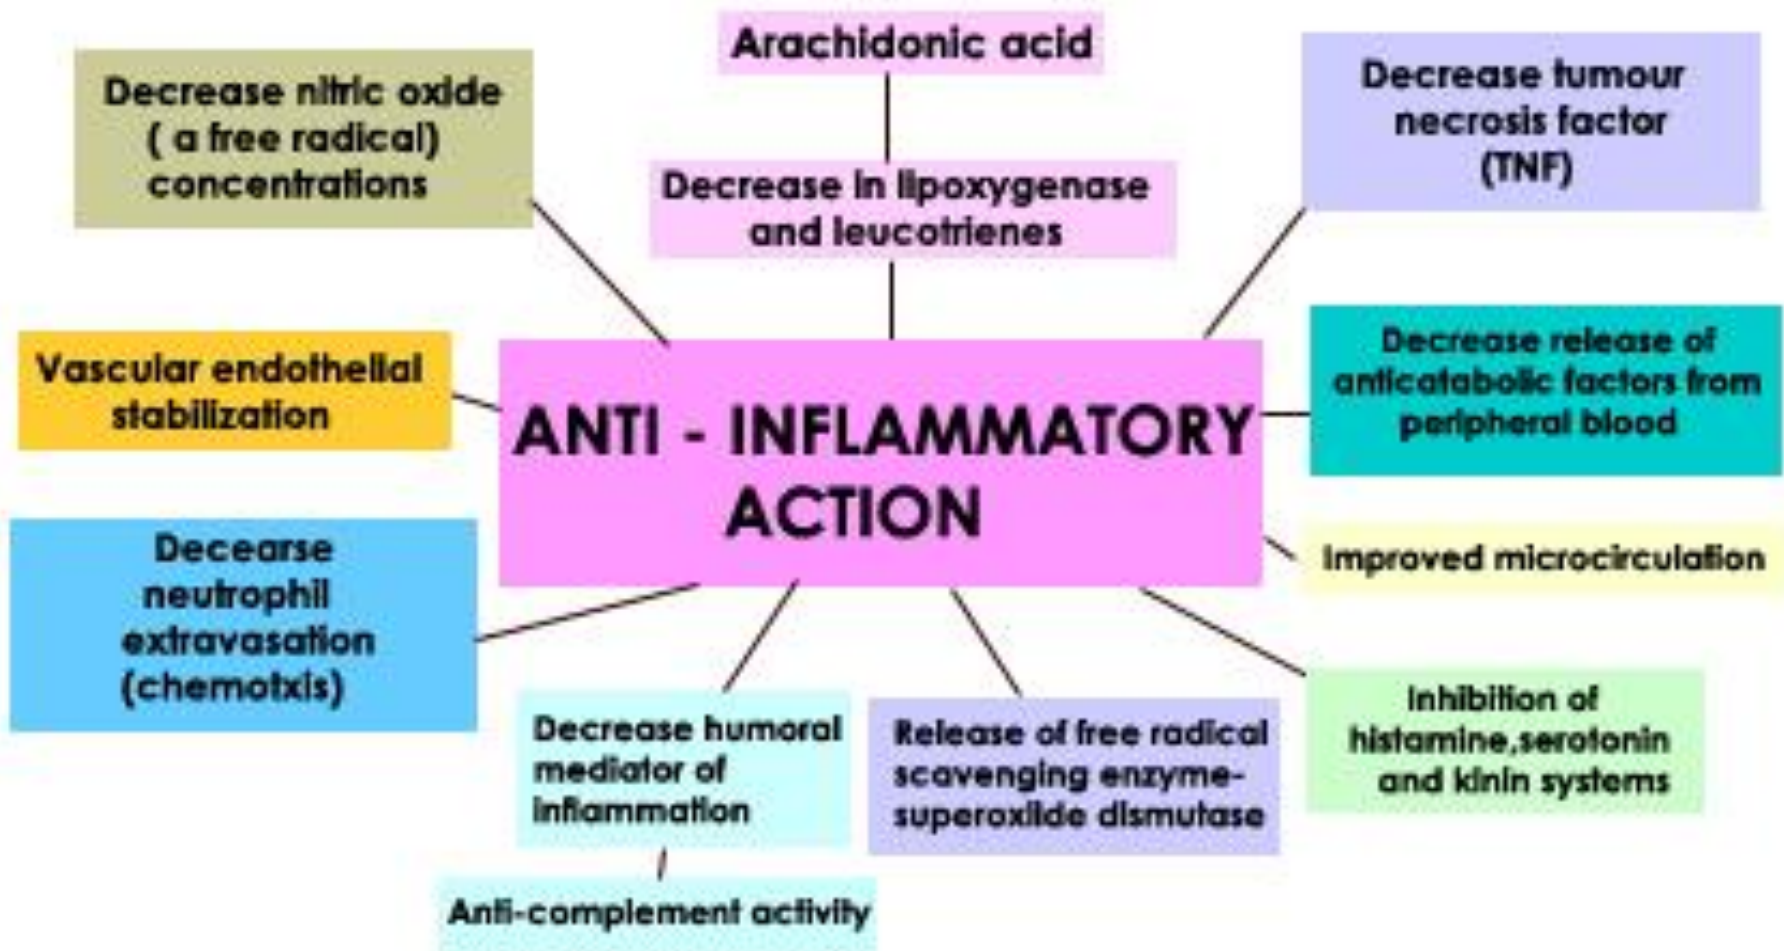 Arachidonic acid
Decrease nitric oxide
( a free radical)
concentrations
Decrease in lipoxygenase
and leucotrienes
Decrease tumour
necrosis factor
(TNF)
Vascular endothelial
stabilization
ANTI - INFLAMMATORY
ACTION
Decrease release of
anticatabolic factors from
peripheral blood
Decearse
neutrophil
extravasation
(chemotxis)
Improved microcirculation
Decrease humoral
mediator of
inflammation
Release of free radical
scavenging enzyme-
superoxiide dismutase
Inhibition of
histamine,serotonin
and kinin systems
Anti-complement activity